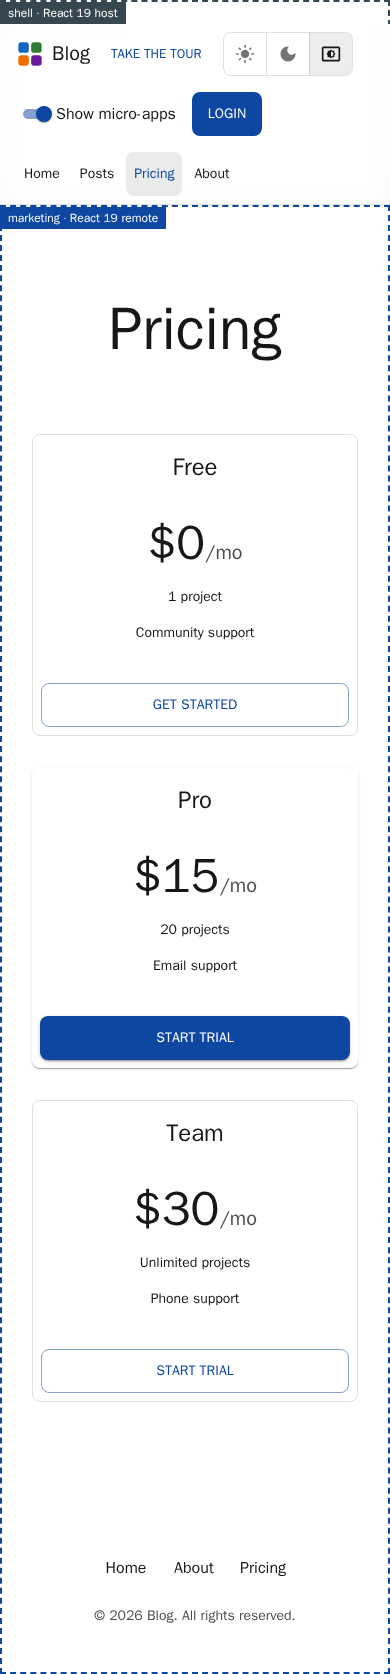 shell · React 19 host
Blog TAKE THE TOUR
Show micro-apps LOGIN
Home Posts Pricing About
marketing · React 19 remote
Pricing
Free
$0/mo
1 project
Community support
GET STARTED
Pro
$15/mo
20 projects
Email support
START TRIAL
Team
$30/mo
Unlimited projects
Phone support
START TRIAL
Home About Pricing
© 2026 Blog. All rights reserved.